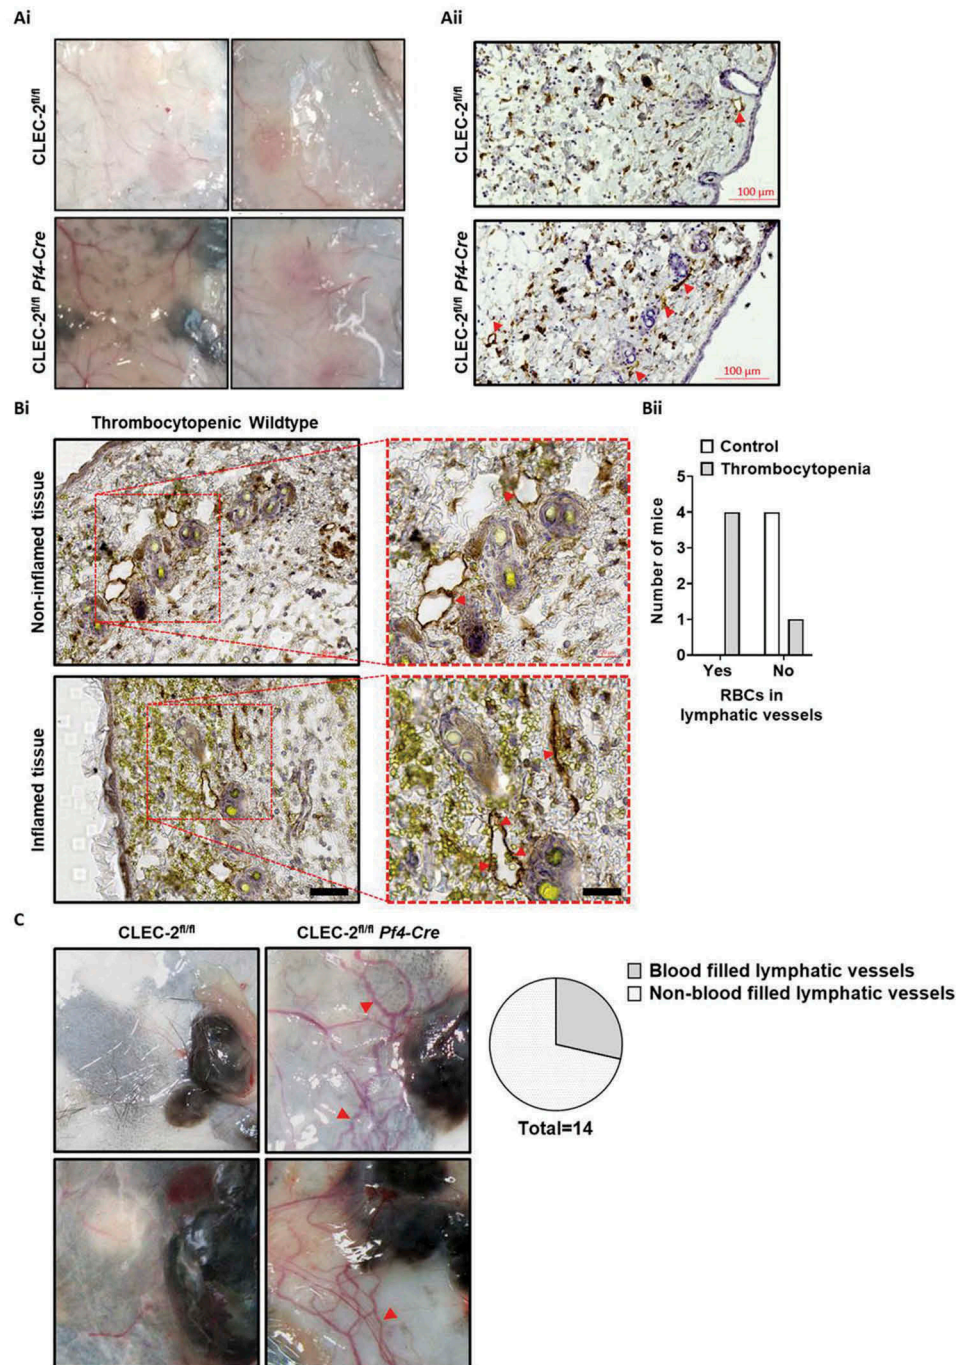 Ai
Aii
CLEC-2fl/fl
CLEC-2fl/fl
100 µm
CLEC-2fl/fl Pf4-Cre
CLEC-2fl/fl Pf4-Cre
100 µm
Bi
Bii
Thrombocytopenic Wildtype
Non-inflamed tissue
Inflamed tissue
Control
Thrombocytopenia
Number of mice
5
4
3
2
1
0
Yes
No
RBCs in
lymphatic vessels
C
CLEC-2fl/fl
CLEC-2fl/fl Pf4-Cre
Blood filled lymphatic vessels
Non-blood filled lymphatic vessels
Total=14